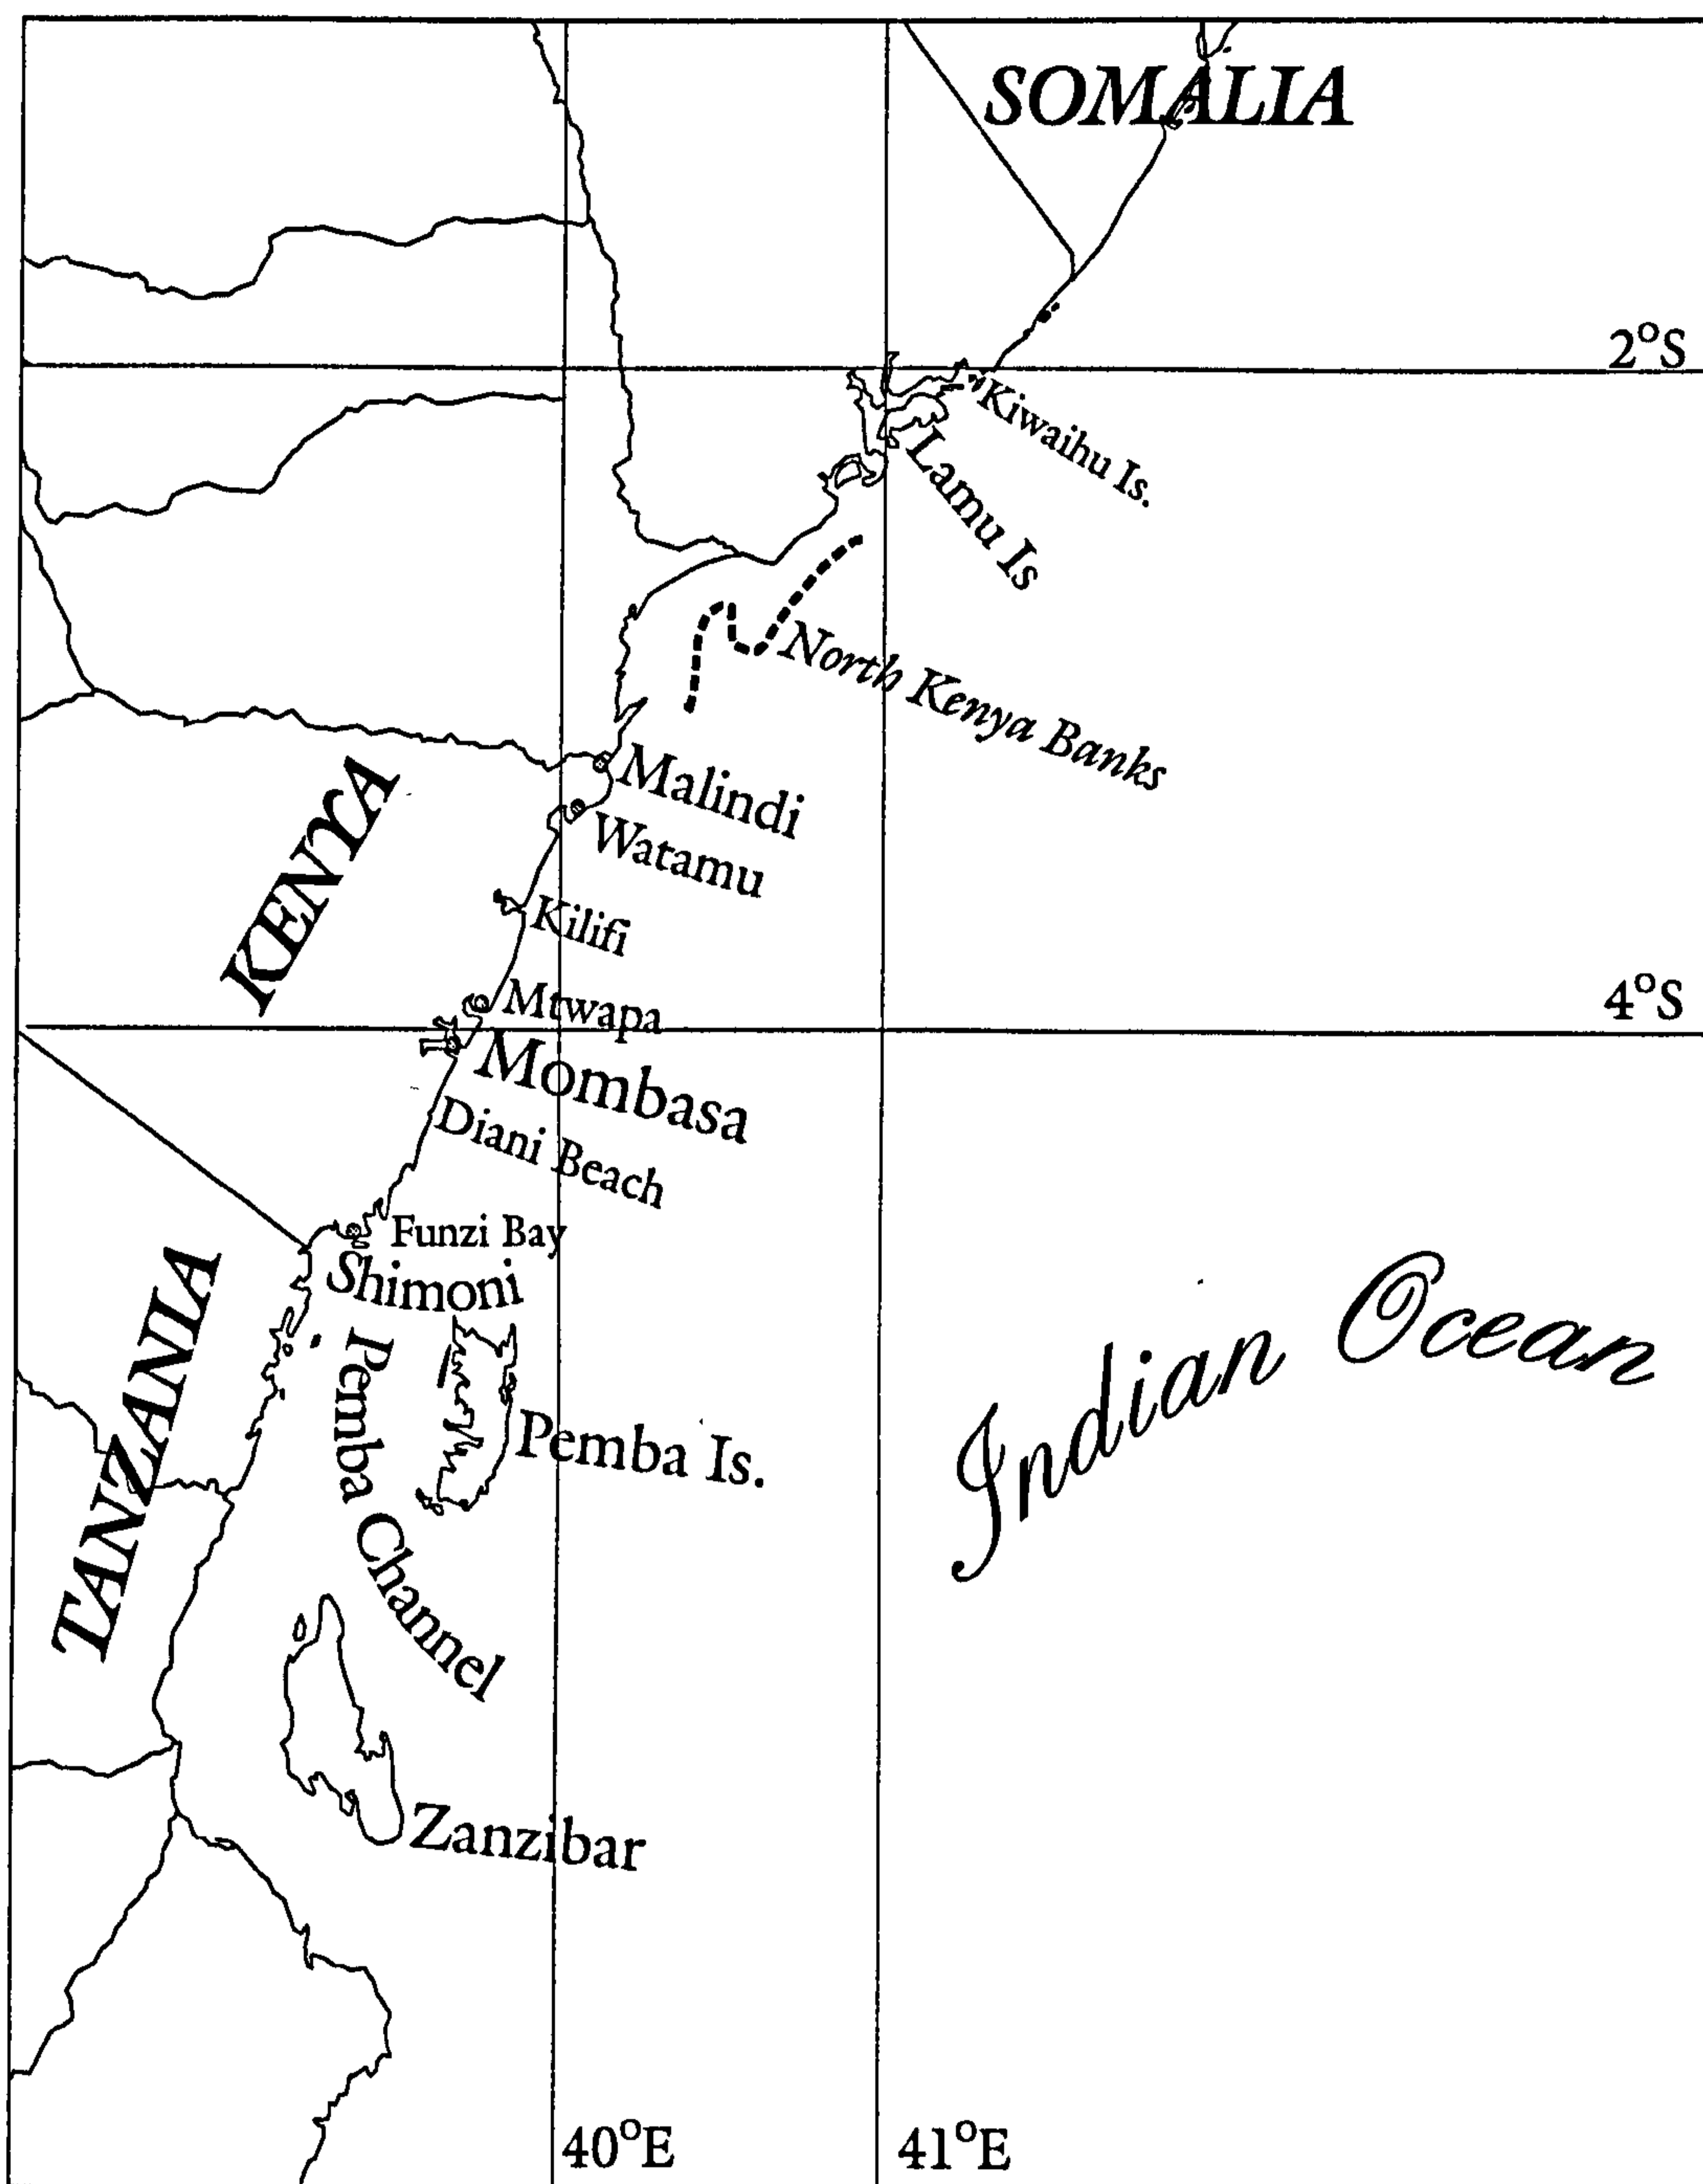 SOMALIA
2°S
Kiwaihu Is.
Lamu Is
North Kenya Banks
Malindi
Watamu
KENYA
Kilifi
Mtwapa
4°S
Mombasa
Diani Beach
Funzi Bay
Shimoni
TANZANIA
Pemba Channel
Pemba Is.
Indian Ocean
Zanzibar
40°E
41°E